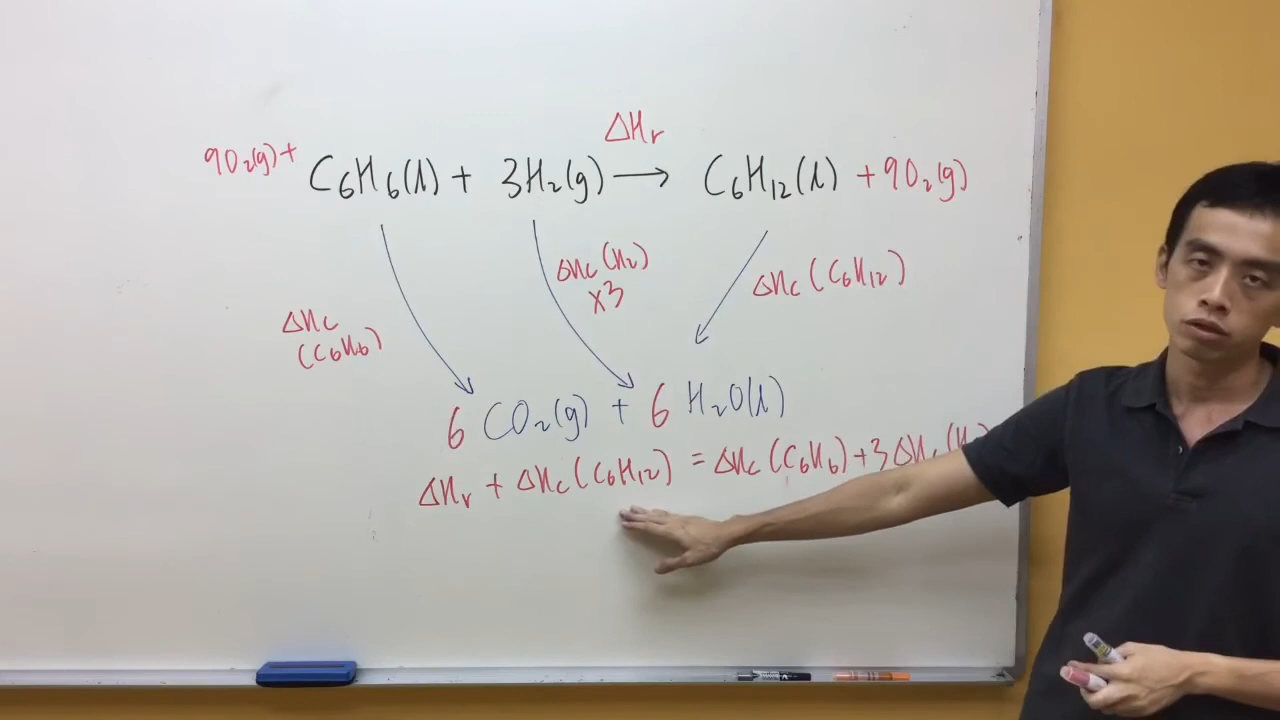 ΔHr
9O₂(g) + C₆H₆(l) + 3H₂(g) ⟶ C₆H₁₂(l) + 9O₂(g)
ΔHc (H₂)
x3
ΔHc (C₆H₁₂)
ΔHc
(C₆H₆)
6 CO₂(g) + 6 H₂O(l)
ΔHr + ΔHc (C₆H₁₂) = ΔHc (C₆H₆) + 3 ΔHc